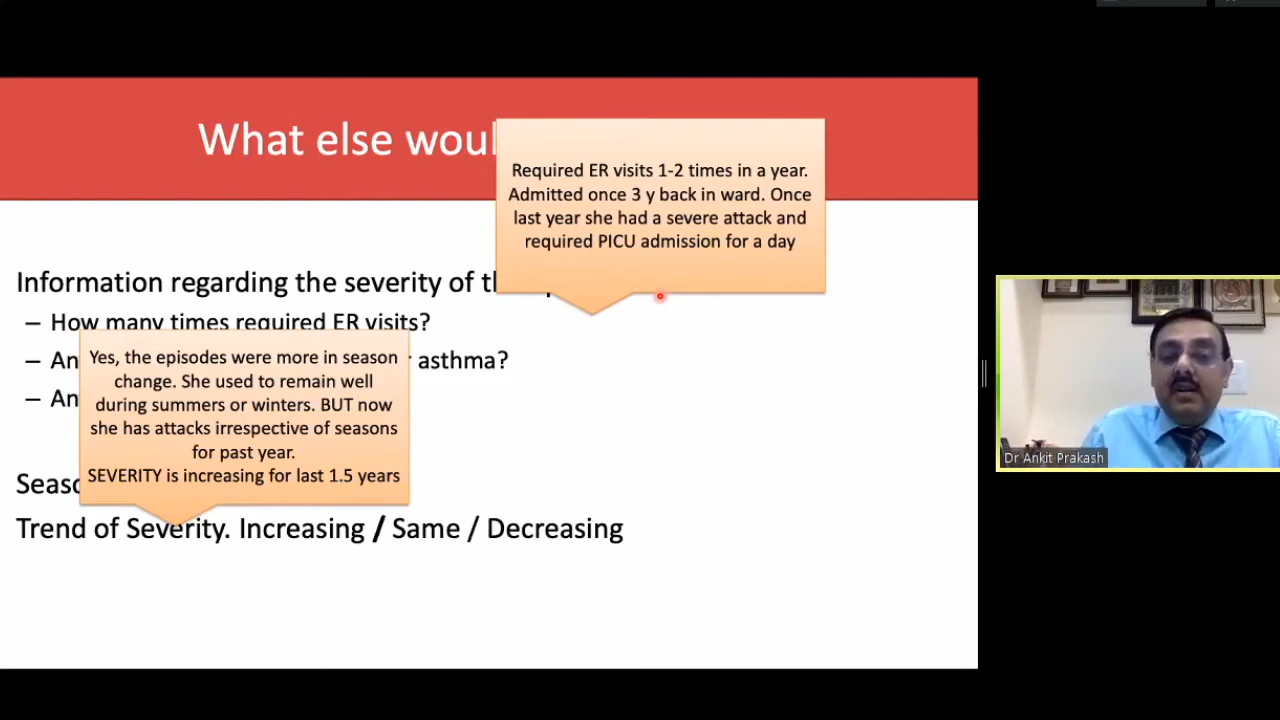 What else woul
Required ER visits 1-2 times in a year.
Admitted once 3 y back in ward. Once
last year she had a severe attack and
required PICU admission for a day
Information regarding the severity of th
– How many times required ER visits?
– An
asthma?
– An
Yes, the episodes were more in season
change. She used to remain well
during summers or winters. BUT now
she has attacks irrespective of seasons
for past year.
SEVERITY is increasing for last 1.5 years
Seaso
Trend of Severity. Increasing / Same / Decreasing
Dr Ankit Prakash